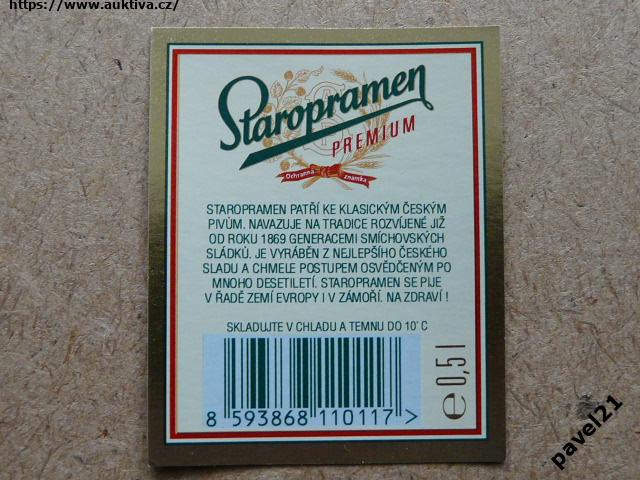 https://www.auktiva.cz/
Staropramen
PREMIUM
Ochranná známka
STAROPRAMEN PATŘÍ KE KLASICKÝM ČESKÝM
PIVŮM. NAVAZUJE NA TRADICE ROZVÍJENÉ JIŽ
OD ROKU 1869 GENERACEMI SMÍCHOVSKÝCH
SLÁDKŮ. JE VYRÁBĚN Z NEJLEPŠÍHO ČESKÉHO
SLADU A CHMELE POSTUPEM OSVĚDČENÝM PO
MNOHO DESETILETÍ. STAROPRAMEN SE PIJE
V ŘADĚ ZEMÍ EVROPY I V ZÁMOŘÍ. NA ZDRAVÍ !
SKLADUJTE V CHLADU A TEMNU DO 10°C
8 593868 110117 >
℮ 0,5 l
pavel21